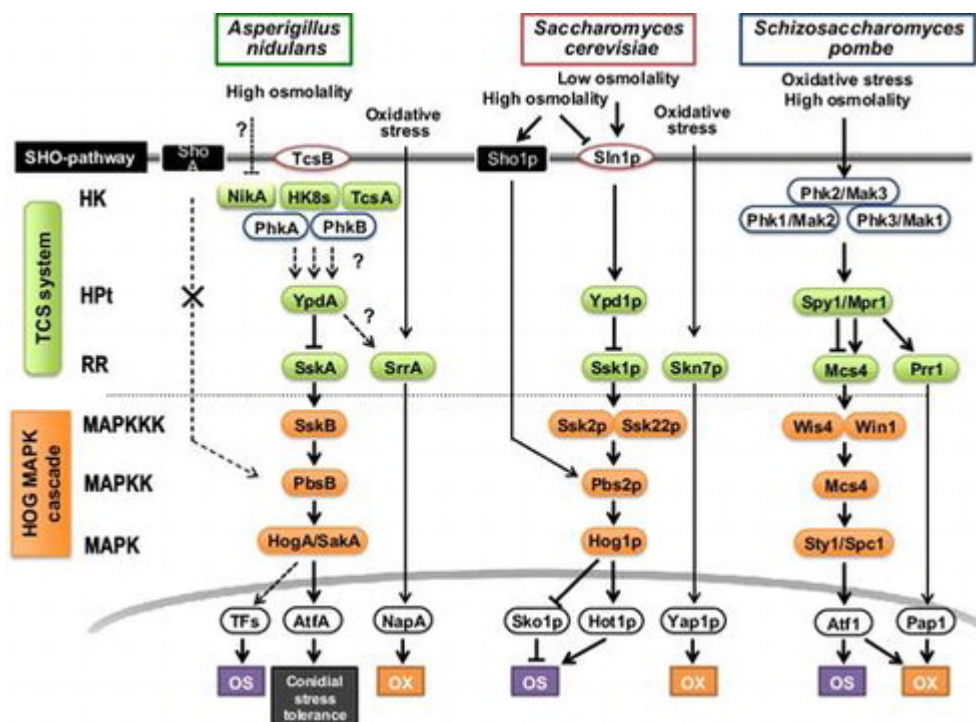 Asperigillus
nidulans
Saccharomyces
cerevisiae
Schizosaccharomyces
pombe
High osmolality
Oxidative
stress
Low osmolality
High osmolality
Oxidative
stress
Oxidative stress
High osmolality
?
SHO-pathway
Sho
A
TcsB
Sho1p
Sln1p
TCS system
HK
NikA
HK8s
TcsA
PhkA
PhkB
?
Phk2/Mak3
Phk1/Mak2
Phk3/Mak1
HPt
YpdA
?
Ypd1p
Spy1/Mpr1
RR
SskA
SrrA
Ssk1p
Skn7p
Mcs4
Prr1
HOG MAPK
cascade
MAPKKK
SskB
Ssk2p
Ssk22p
Wis4
Win1
MAPKK
PbsB
Pbs2p
Mcs4
MAPK
HogA/SakA
Hog1p
Sty1/Spc1
TFs
AtfA
NapA
Sko1p
Hot1p
Yap1p
Atf1
Pap1
OS
Conidial
stress
tolerance
OX
OS
OX
OS
OX